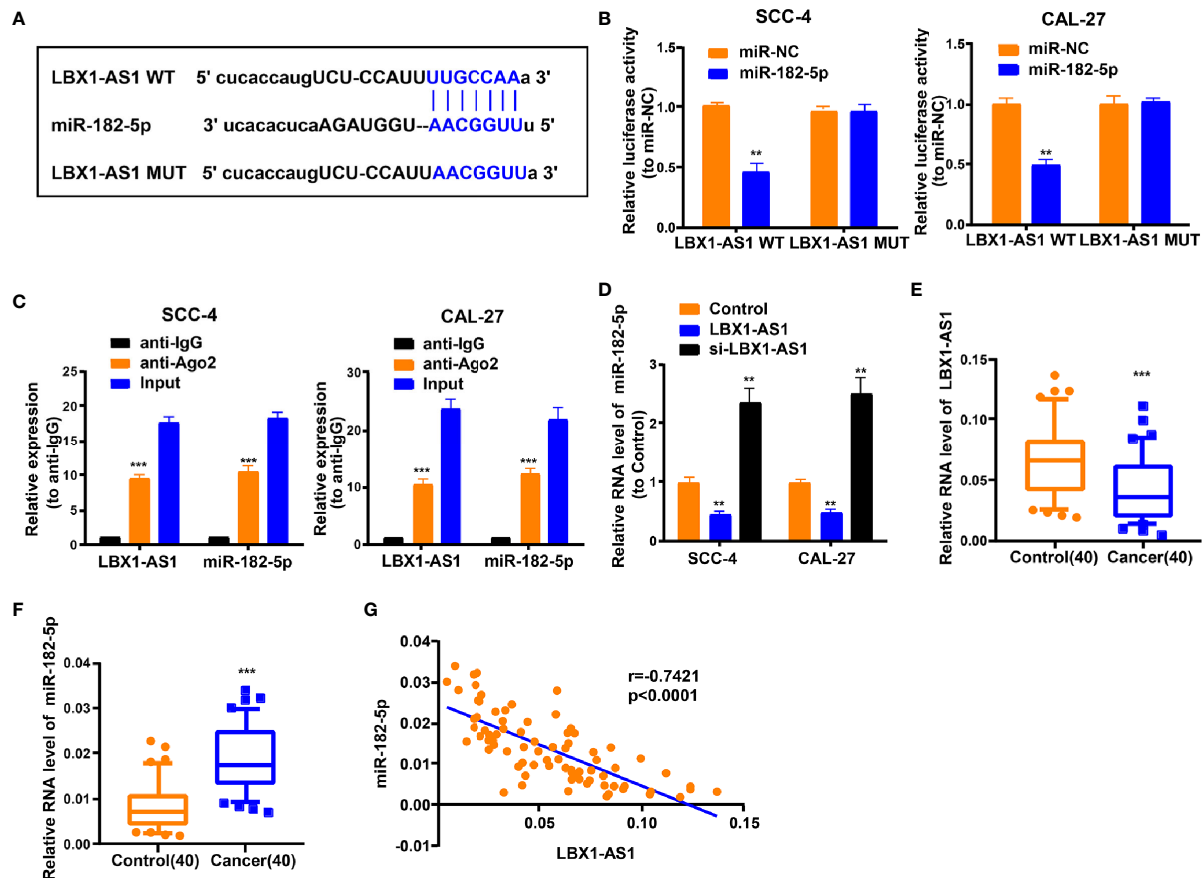 A
LBX1-AS1 WT 5' cucaccaugUCU-CCAUUUUGCCAAa 3'
miR-182-5p 3' ucacacucaAGAUGGU--AACGGUUu 5'
LBX1-AS1 MUT 5' cucaccaugUCU-CCAUUAACGGUUa 3'
B
SCC-4
miR-NC
miR-182-5p
Relative luciferase activity
(to miR-NC)
1.5
1.0
0.5
0.0
**
LBX1-AS1 WT LBX1-AS1 MUT
CAL-27
miR-NC
miR-182-5p
Relative luciferase activity
(to miR-NC)
1.5
1.0
0.5
0.0
**
LBX1-AS1 WT LBX1-AS1 MUT
C
SCC-4
anti-IgG
anti-Ago2
Input
Relative expression
(to anti-IgG)
25
20
15
10
5
0
*** ***
LBX1-AS1 miR-182-5p
CAL-27
anti-IgG
anti-Ago2
Input
Relative expression
(to anti-IgG)
30
20
10
0
*** ***
LBX1-AS1 miR-182-5p
D
Control
LBX1-AS1
si-LBX1-AS1
Relative RNA level of miR-182-5p
(to Control)
3
2
1
0
** ** ** **
SCC-4 CAL-27
E
Relative RNA level of LBX1-AS1
0.15
0.10
0.05
0.00
***
Control(40) Cancer(40)
F
Relative RNA level of miR-182-5p
0.04
0.03
0.02
0.01
0.00
***
Control(40) Cancer(40)
G
miR-182-5p
0.04
0.03
0.02
0.01
0.00
-0.01
r=-0.7421
p<0.0001
0.05 0.10 0.15
LBX1-AS1